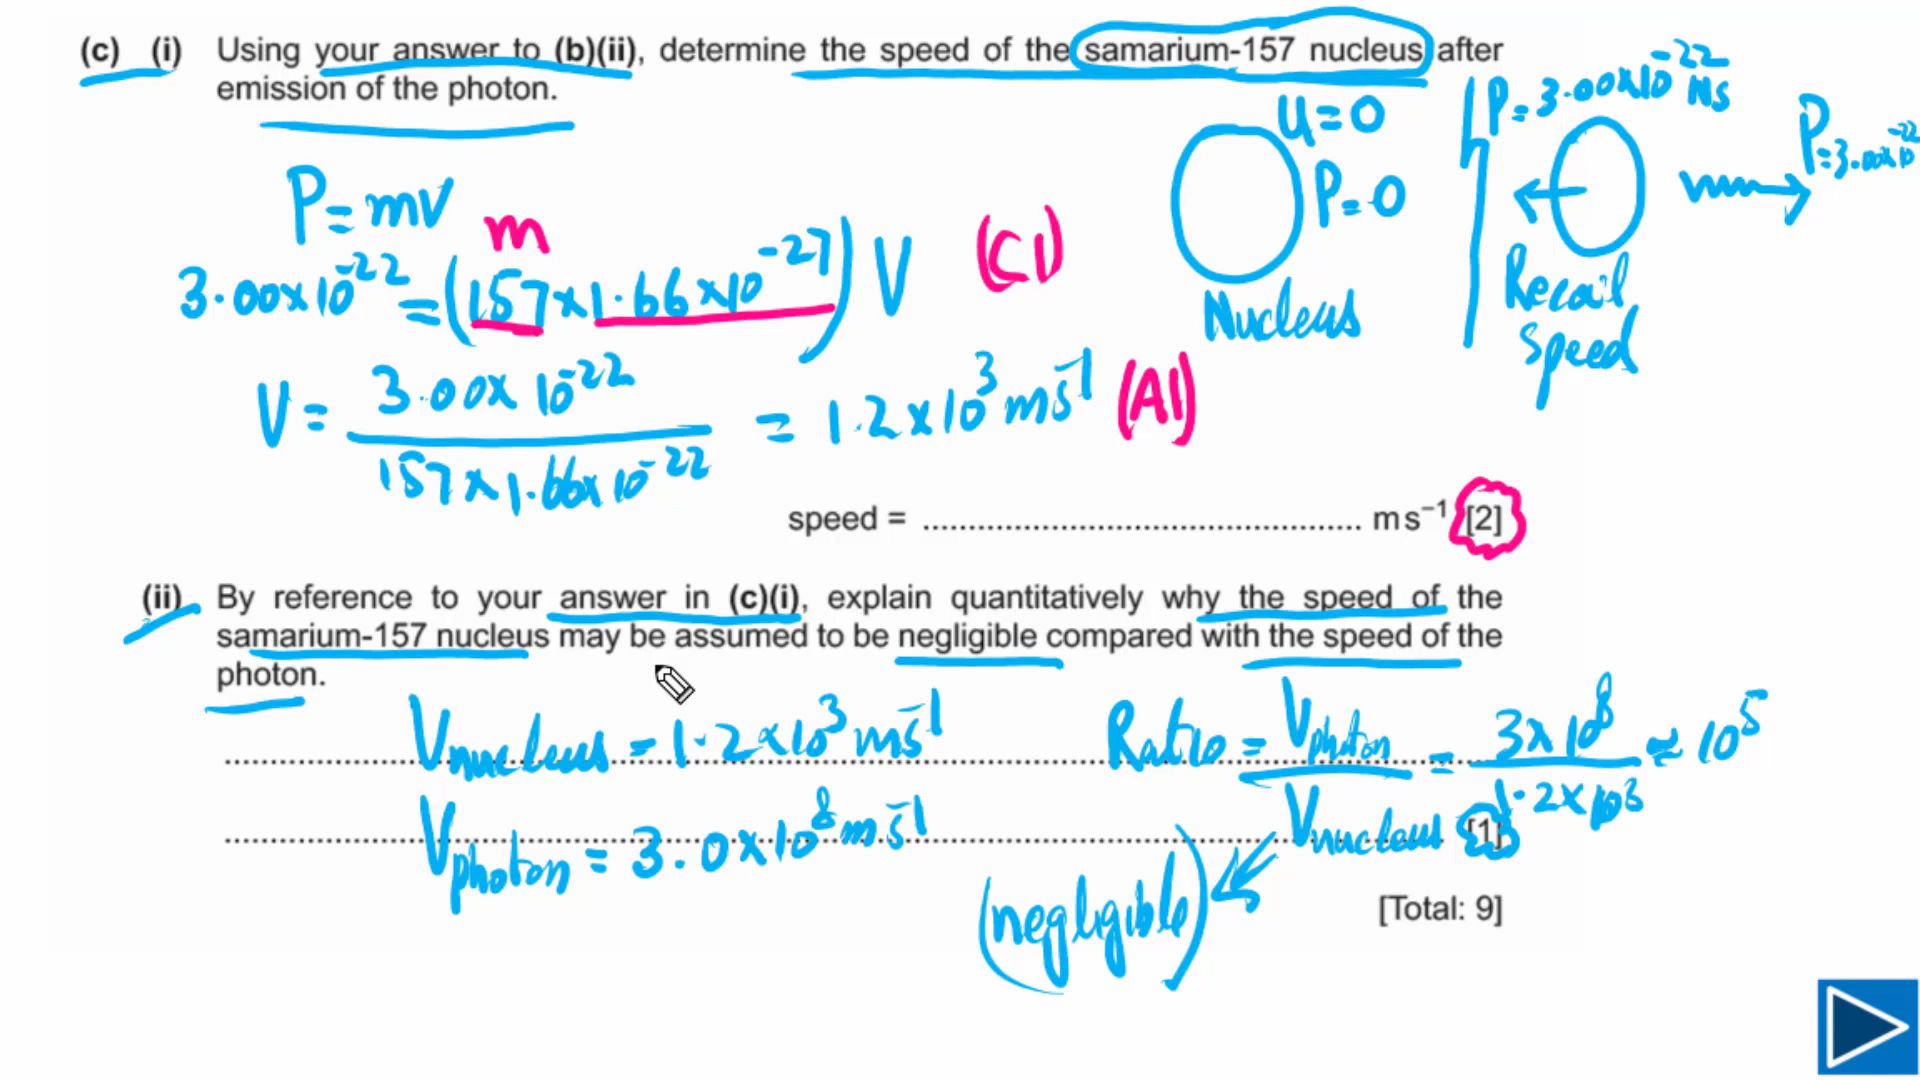 (c) (i) Using your answer to (b)(ii), determine the speed of the samarium-157 nucleus after
emission of the photon.
u=0
P=0
Nucleus
P=3.00×10⁻²² Ns
P=3.00×10⁻²²
Recoil
Speed
P=mv
m
3.00×10⁻²² = (157×1.66×10⁻²⁷) V (C1)
V = 3.00×10⁻²² / 157×1.66×10⁻²² = 1.2×10³ ms⁻¹ (A1)
speed = ................................................ m s⁻¹ [2]
(ii) By reference to your answer in (c)(i), explain quantitatively why the speed of the
samarium-157 nucleus may be assumed to be negligible compared with the speed of the
photon.
Vnucleus = 1.2×10³ ms⁻¹
Ratio = Vphoton / Vnucleus = 3×10⁸ / 1.2×10³ ≈ 10⁵
Vphoton = 3.0×10⁸ ms⁻¹
[1]
(negligible)
[Total: 9]